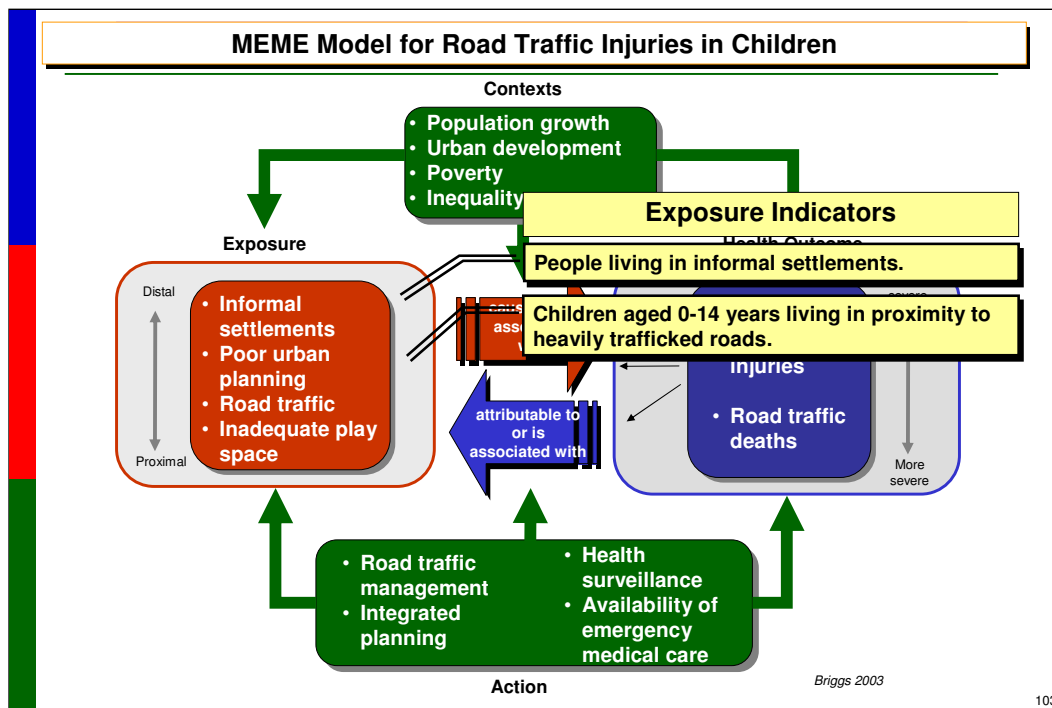 MEME Model for Road Traffic Injuries in Children
Contexts
• Population growth
• Urban development
• Poverty
• Inequality
Exposure Indicators
People living in informal settlements.
Children aged 0-14 years living in proximity to
heavily trafficked roads.
Exposure
Distal
Proximal
• Informal
settlements
• Poor urban
planning
• Road traffic
• Inadequate play
space
attributable to
or is
associated with
Health Outcome
injuries
• Road traffic
deaths
More
severe
• Road traffic
management
• Integrated
planning
• Health
surveillance
• Availability of
emergency
medical care
Action
Briggs 2003
103